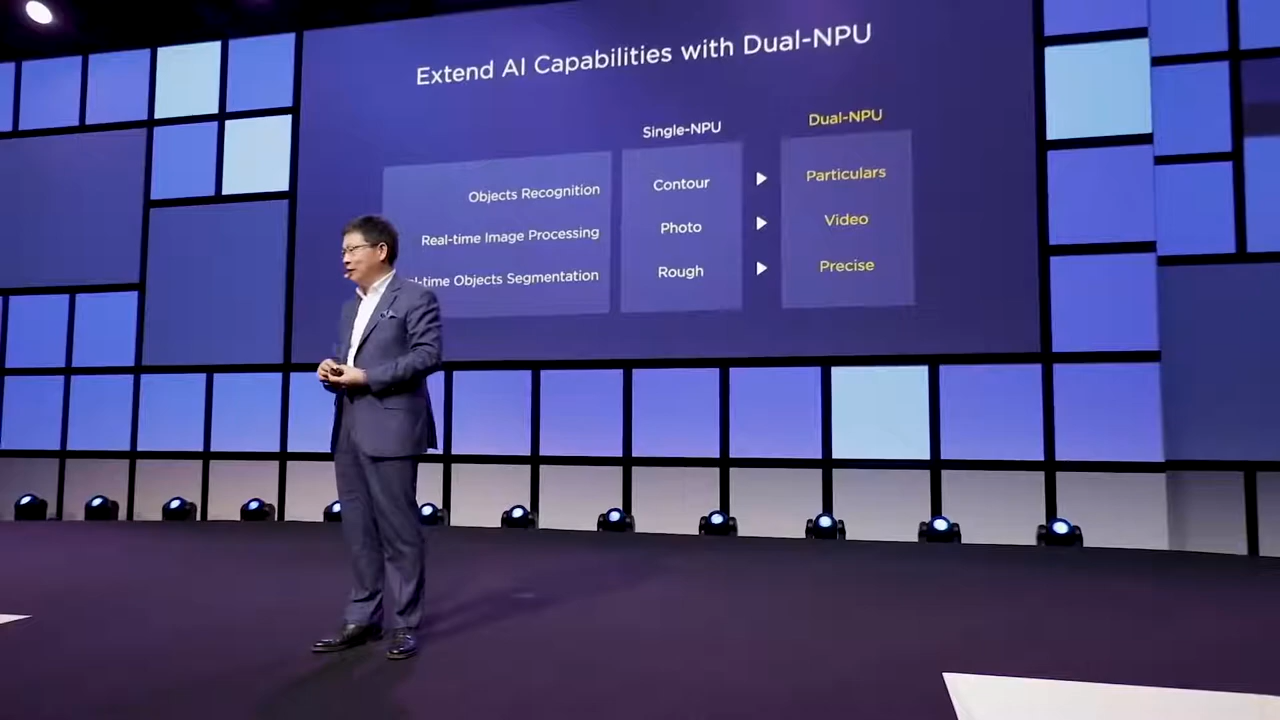 Extend AI Capabilities with Dual-NPU
Single-NPU Dual-NPU
Objects Recognition Contour Particulars
Real-time Image Processing Photo Video
-time Objects Segmentation Rough Precise